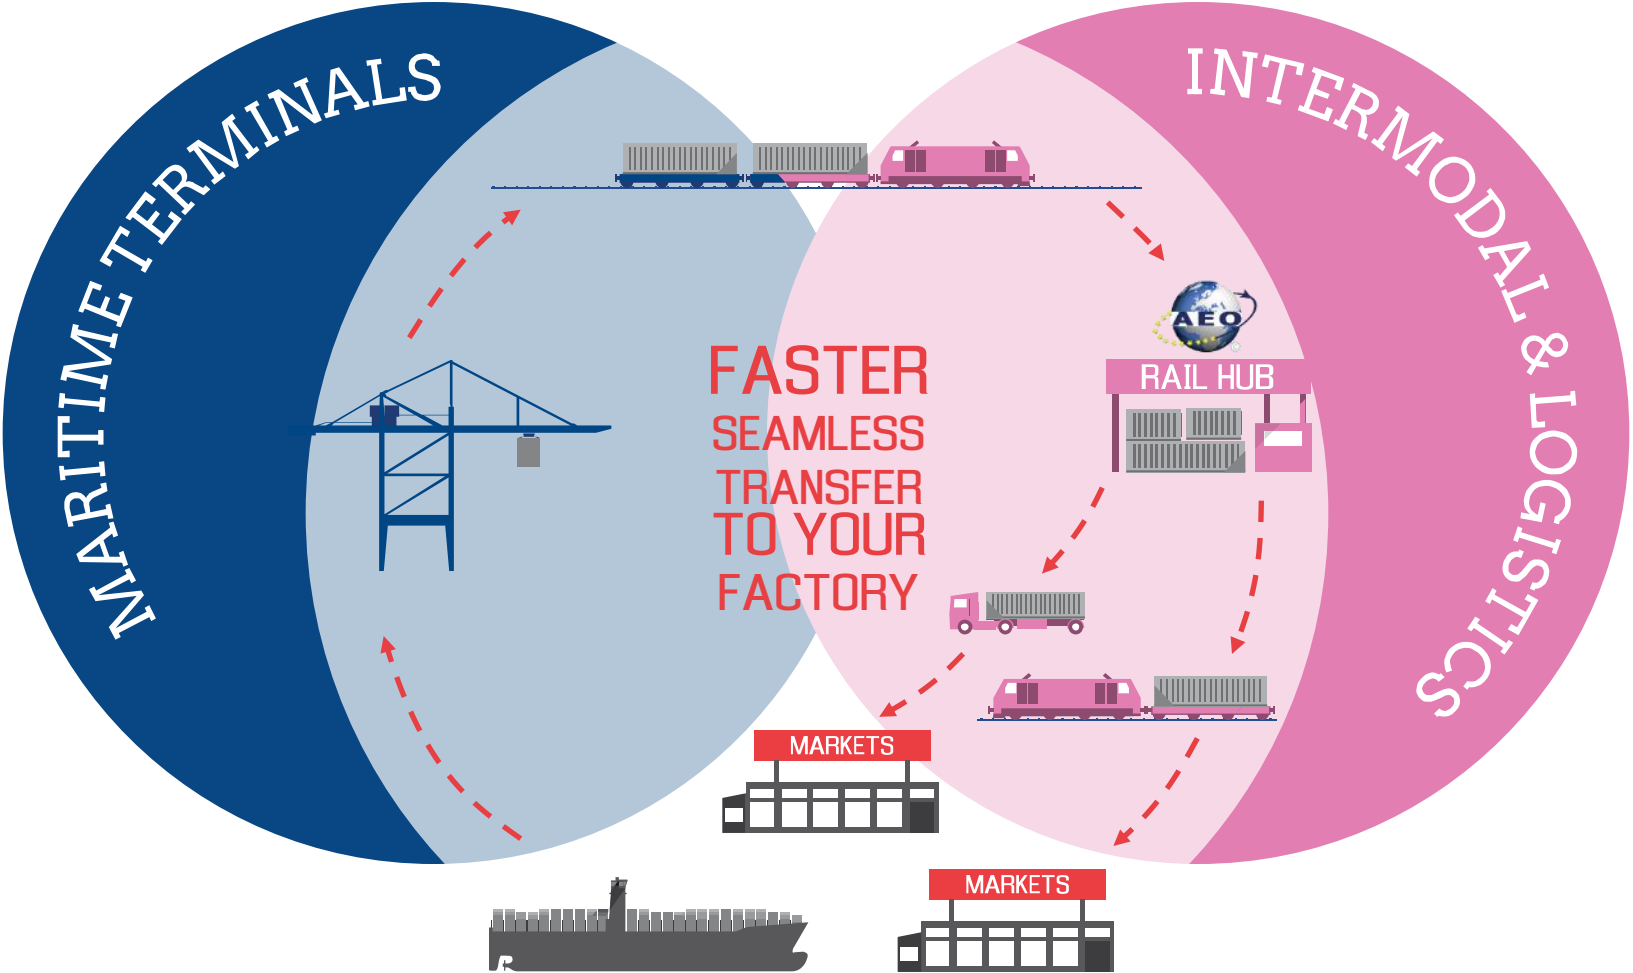 MARITIME TERMINALS
INTERMODAL & LOGISTICS
AEO
RAIL HUB
FASTER
SEAMLESS
TRANSFER
TO YOUR
FACTORY
MARKETS
MARKETS